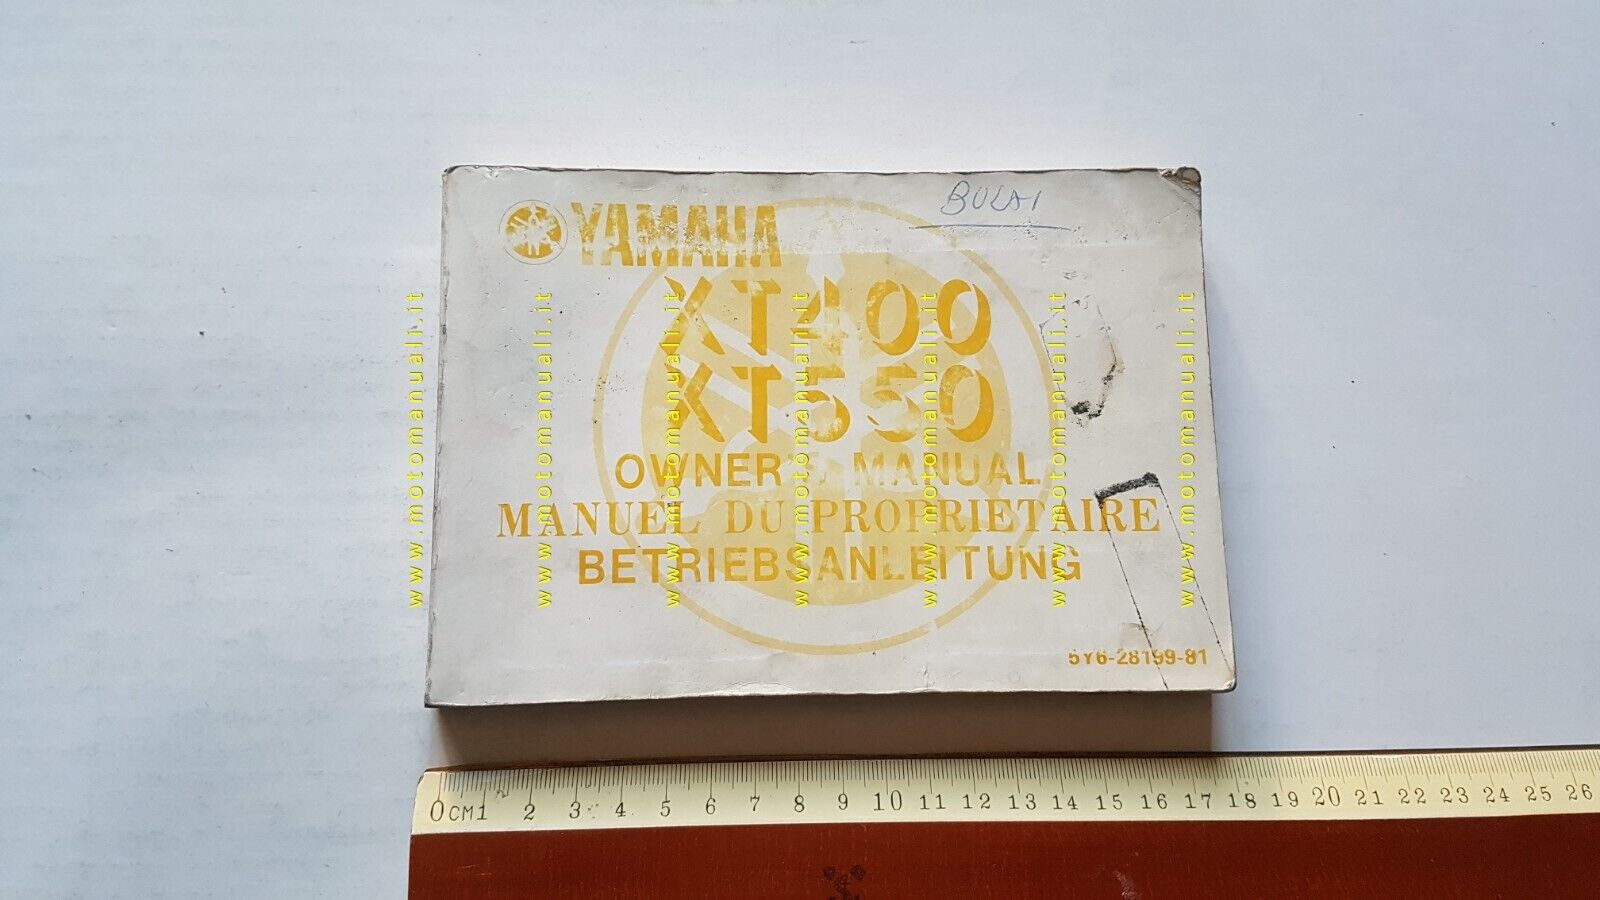 BULAI
YAMAHA
XT400
XT550
OWNER'S MANUAL
MANUEL DU PROPRIETAIRE
BETRIEBSANLEITUNG
5Y6-28199-81
www.motomanuali.it
www.motomanuali.it
www.motomanuali.it
www.motomanuali.it
www.motomanuali.it
www.motomanuali.it
www.motomanuali.it
0 CM 1 2 3 4 5 6 7 8 9 10 11 12 13 14 15 16 17 18 19 20 21 22 23 24 25 26